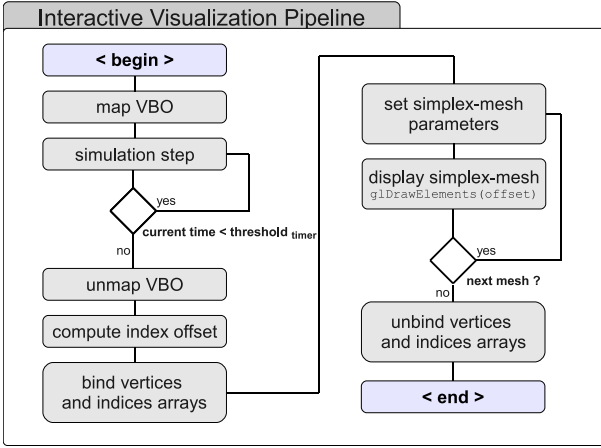 Interactive Visualization Pipeline
< begin >
map VBO
simulation step
yes
current time < threshold timer
no
unmap VBO
compute index offset
bind vertices
and indices arrays
set simplex-mesh
parameters
display simplex-mesh
glDrawElements(offset)
yes
next mesh ?
no
unbind vertices
and indices arrays
< end >